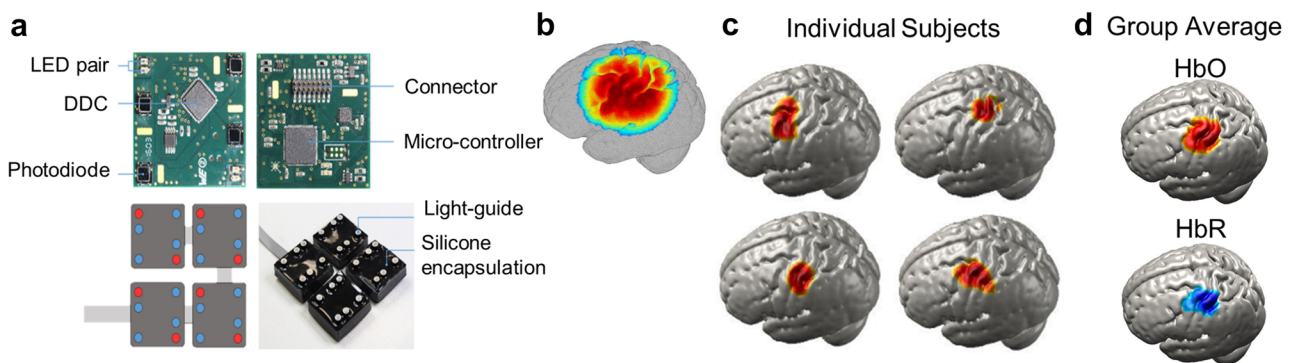 a
LED pair
DDC
Photodiode
Connector
Micro-controller
Light-guide
Silicone
encapsulation
b
c
Individual Subjects
d
Group Average
HbO
HbR